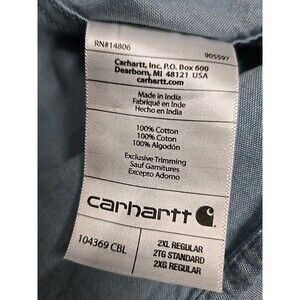 RN#14806
905597
Carhartt, Inc. P.O. Box 600
Dearborn, MI 48121 USA
carhartt.com
Made in India
Fabriqué en Inde
Hecho en India
100% Cotton
100% Cotton
100% Algodón
Exclusive Trimming
Sauf Garnitures
Excepto Adorno
carhartt
104369 CBL
2XL REGULAR
2TG STANDARD
2XG REGULAR